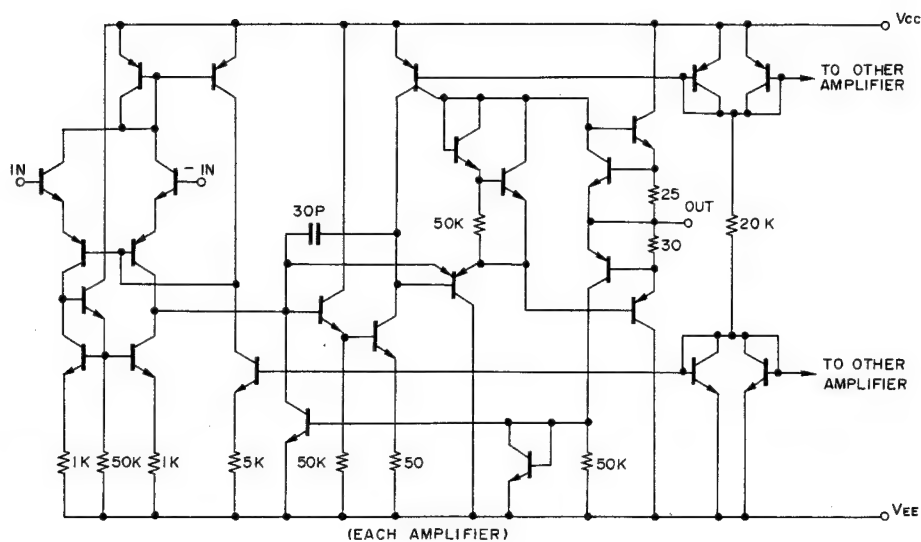 Vcc
TO OTHER
AMPLIFIER
IN
- IN
30P
50K
25
OUT
30
20 K
TO OTHER
AMPLIFIER
1K
50K
1K
5K
50K
50
50K
VEE
(EACH AMPLIFIER)